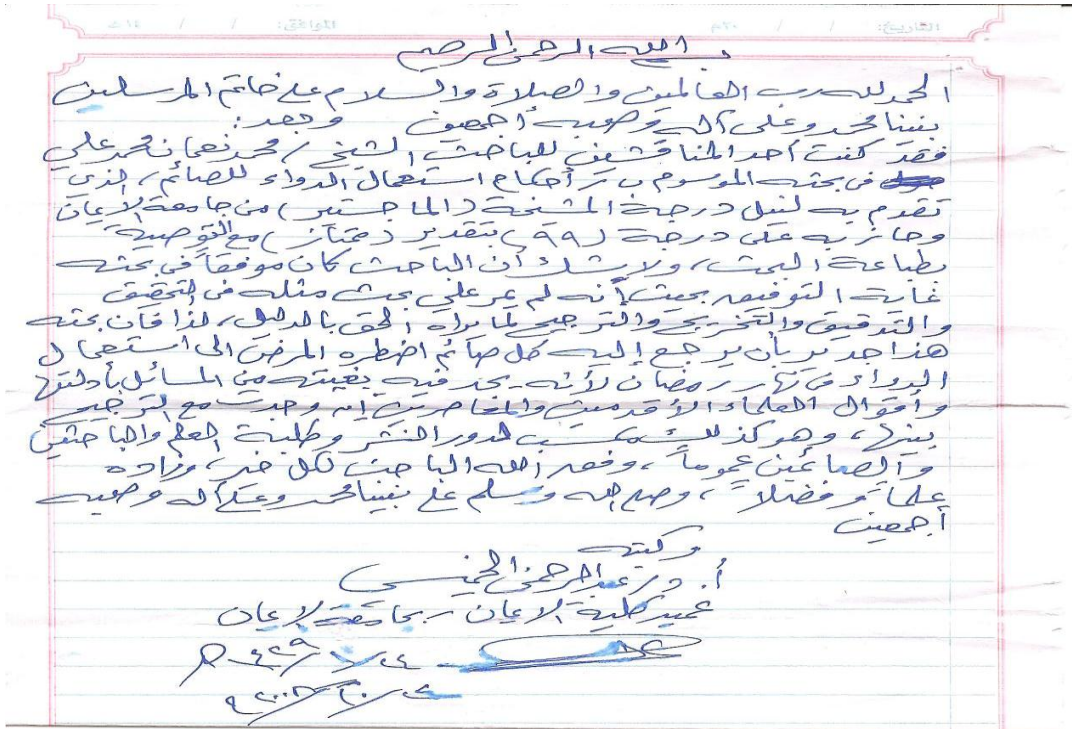 بسم الله الرحمن الرحيم
الحمد لله رب العالمين والصلاة والسلام على خاتم المرسلين
نبينا محمد وعلى آله وصحبه أجمعين وبعد:
فقد كنت أحد المناقشين للباحث الشيخ / محمد نعمان محمد علي
في بحثه الموسوم بـ (أحكام استعمال الدواء للصائم) الذي
تقدم به لنيل درجة المشيخة (الماجستير) من جامعة الإيمان
وحاز به على درجة (٩٩) بتقدير (ممتاز) مع التوصية
بطباعة البحث، ولا شك أن الباحث كان موفقاً في بحثه
غاية التوفيق بحيث أنه لم يمر علي بحث مثله في التحقيق
والتدقيق والتخريج والترجيح لما يراه الحق بالدليل، لذا فإن بحثه
هذا جدير بأن يرجع إليه كل صائم اضطره المرض إلى استعمال
الدواء في نهار رمضان لأنه يجد فيه بغيته من المسائل بأدلتها
وأقوال العلماء الأقدمين والمعاصرين إن وجدت مع الترجيح
بينها، وهو كذلك مكسب لدور النشر وطلبة العلم والباحثين
والصائمين عموماً، وفق الله الباحث لكل خير، وزاده
علماً وفضلاً، وصلى الله وسلم على نبينا محمد وعلى آله وصحبه
أجمعين
وكتبه
أ. د/ عبد الرحمن الخميسي
عميد كلية الإيمان بجامعة الإيمان